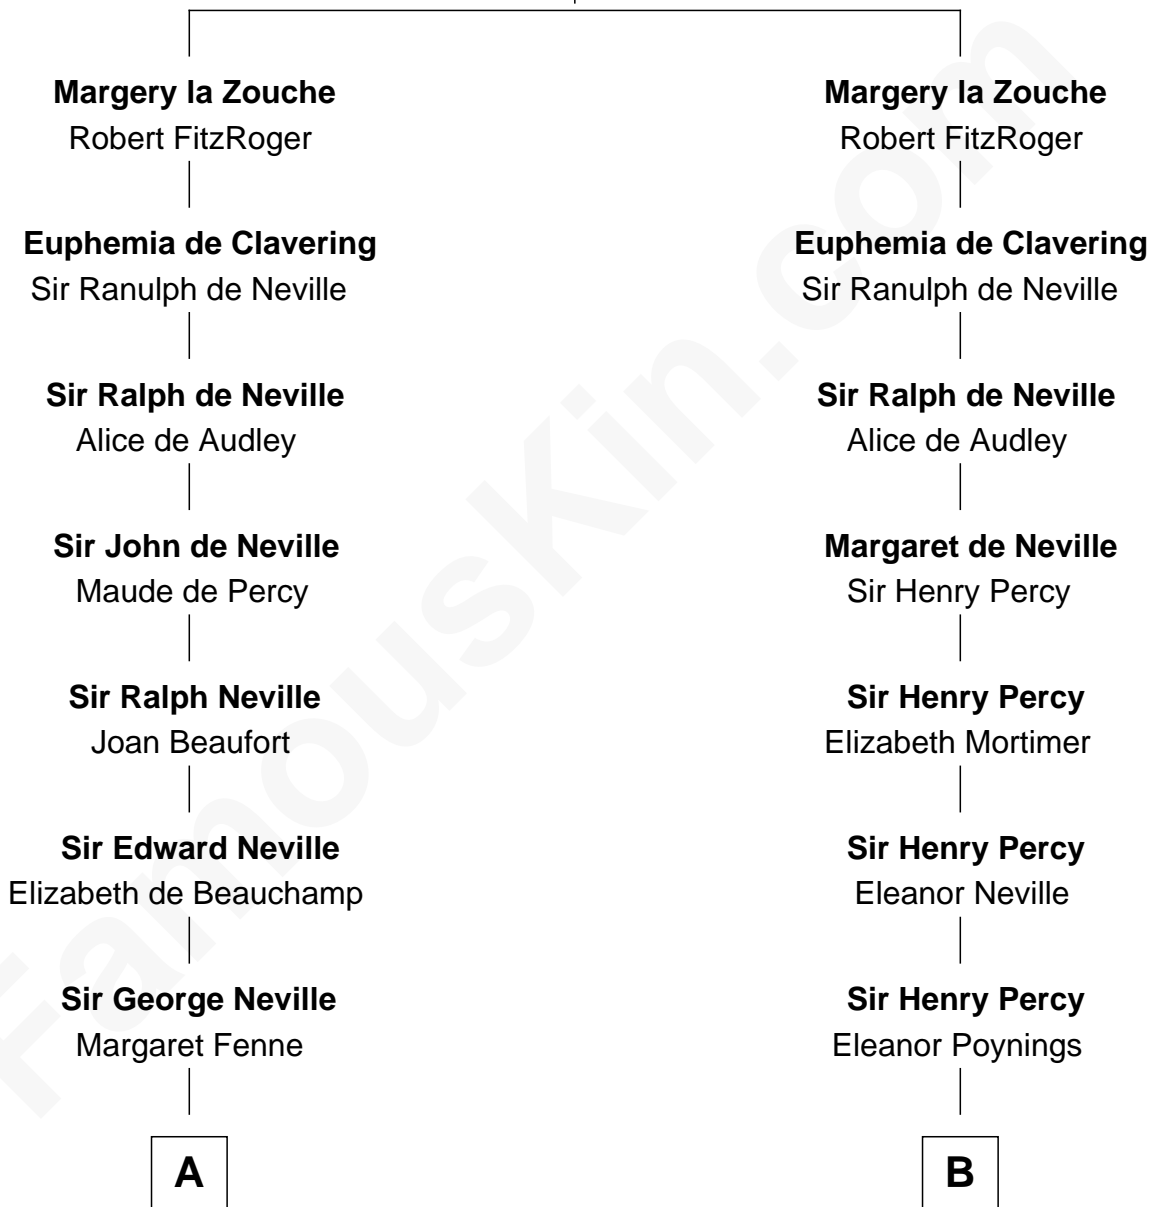 Margery la Zouche
Robert FitzRoger
Euphemia de Clavering
Sir Ranulph de Neville
Sir Ralph de Neville
Alice de Audley
Sir John de Neville
Maude de Percy
Sir Ralph Neville
Joan Beaufort
Sir Edward Neville
Elizabeth de Beauchamp
Sir George Neville
Margaret Fenne
A
Margery la Zouche
Robert FitzRoger
Euphemia de Clavering
Sir Ranulph de Neville
Sir Ralph de Neville
Alice de Audley
Margaret de Neville
Sir Henry Percy
Sir Henry Percy
Elizabeth Mortimer
Sir Henry Percy
Eleanor Neville
Sir Henry Percy
Eleanor Poynings
B
FamousKin.com